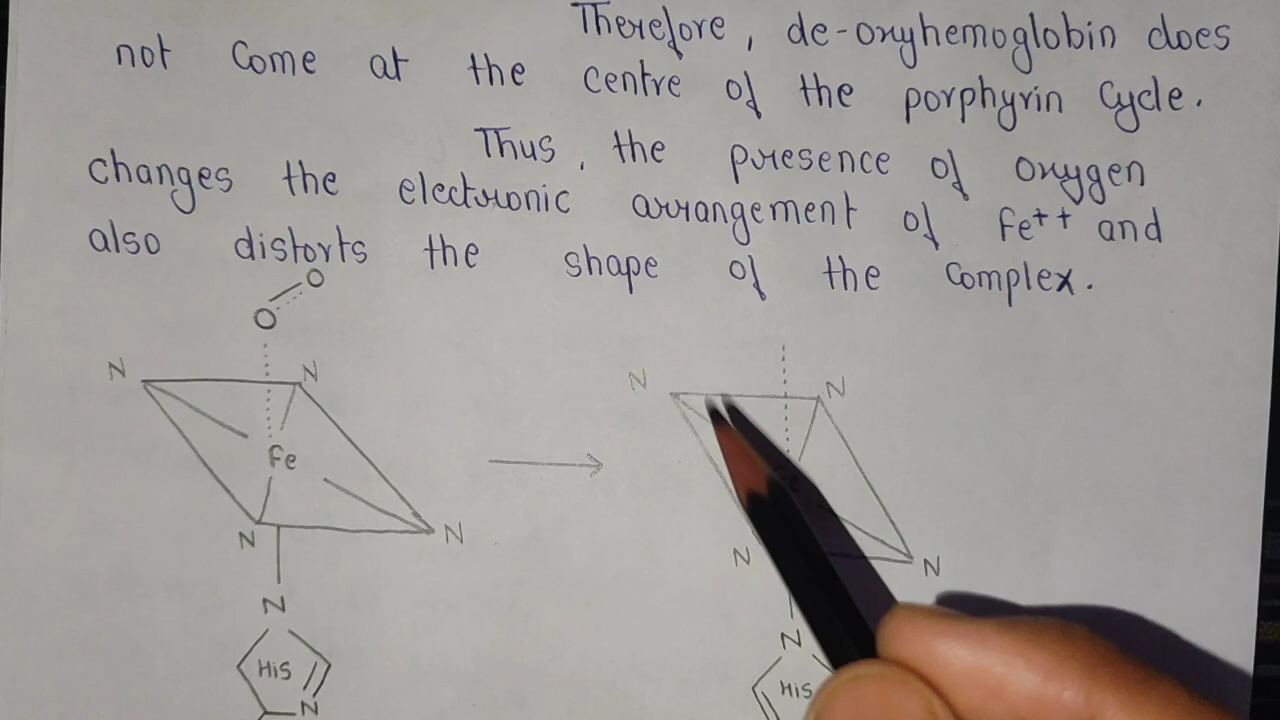 Therefore, de-oxyhemoglobin does
not come at the centre of the porphyrin cycle.
Thus, the presence of oxygen
changes the electronic arrangement of Fe++ and
also distorts the shape of the complex.
O
O
N N
Fe
N N
N
HiS
N
N N
N N
N
HiS